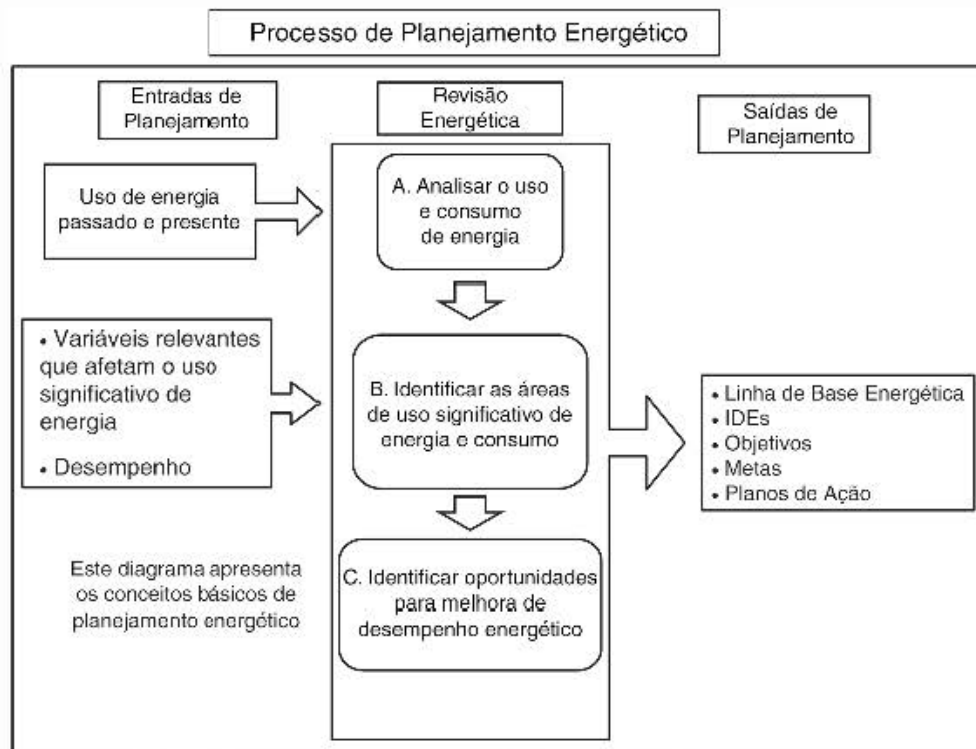 Processo de Planejamento Energético
Entradas de
Planejamento
Revisão
Energética
Saídas de
Planejamento
Uso de energia
passado e presente
A. Analisar o uso
e consumo
de energia
• Variáveis relevantes
que afetam o uso
significativo de
energia
• Desempenho
B. Identificar as áreas
de uso significativo de
energia e consumo
• Linha de Base Energética
• IDEs
• Objetivos
• Metas
• Planos de Ação
Este diagrama apresenta
os conceitos básicos de
planejamento energético
C. Identificar oportunidades
para melhora de
desempenho energético